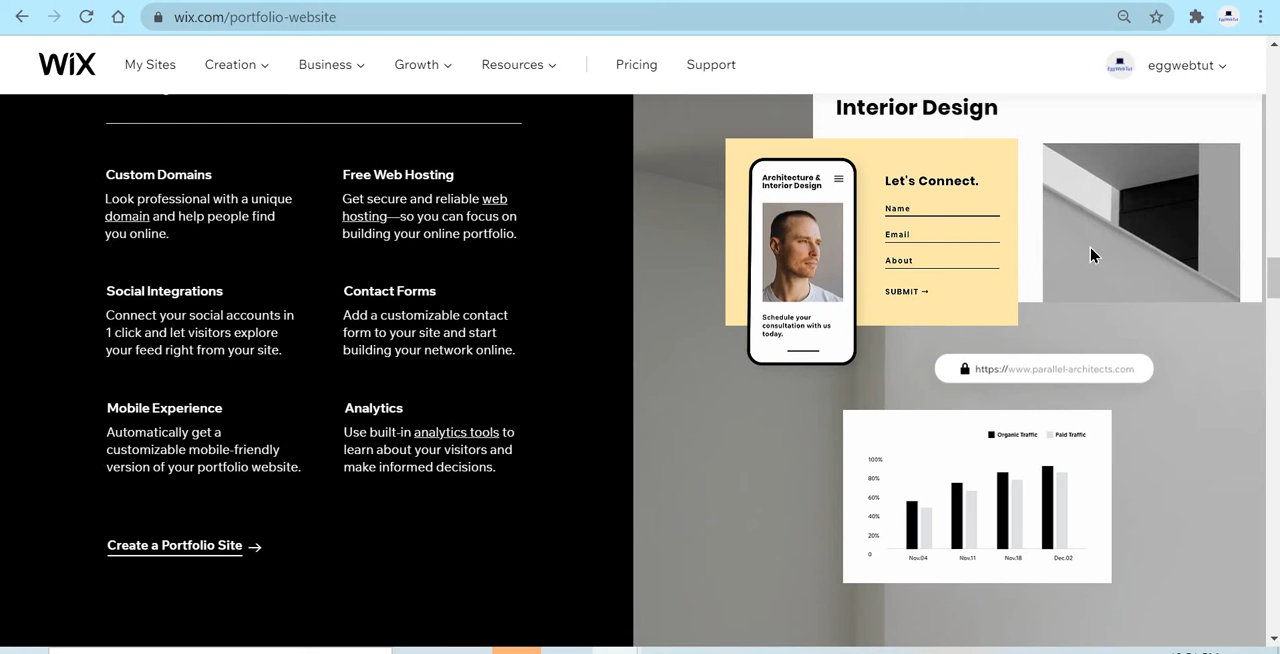 wix.com/portfolio-website
WiX
My Sites
Creation
Business
Growth
Resources
Pricing
Support
eggwebtut
Custom Domains
Look professional with a unique
domain and help people find
you online.
Free Web Hosting
Get secure and reliable web
hosting—so you can focus on
building your online portfolio.
Social Integrations
Connect your social accounts in
1 click and let visitors explore
your feed right from your site.
Contact Forms
Add a customizable contact
form to your site and start
building your network online.
Mobile Experience
Automatically get a
customizable mobile-friendly
version of your portfolio website.
Analytics
Use built-in analytics tools to
learn about your visitors and
make informed decisions.
Create a Portfolio Site →
Interior Design
Architecture &
Interior Design
Schedule your
consultation with us
today.
Let's Connect.
Name
Email
About
SUBMIT →
https://www.parallel-architects.com
Organic Traffic Paid Traffic
100%
80%
60%
40%
20%
0
Nov.04 Nov.11 Nov.18 Dec.02